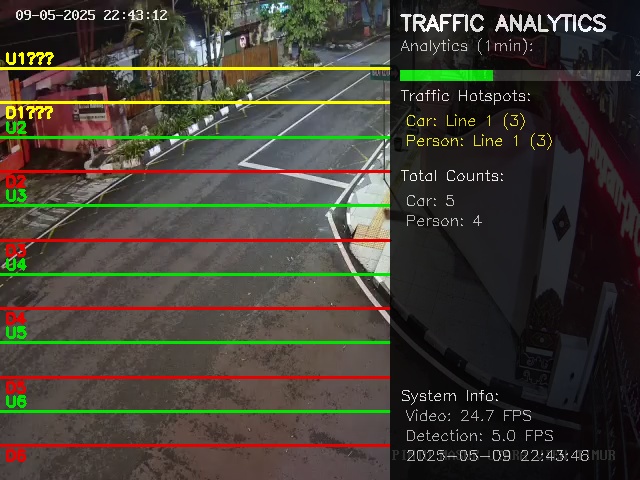 09-05-2025 22:43:12
TRAFFIC ANALYTICS
Analytics (1min):
U1???
Traffic Hotspots:
D1???
Car: Line 1 (3)
U2
Person: Line 1 (3)
D2
Total Counts:
U3
Car: 5
Person: 4
D3
U4
D4
U5
D5
System Info:
U6
Video: 24.7 FPS
Detection: 5.0 FPS
D6
2025-05-09 22:43:46